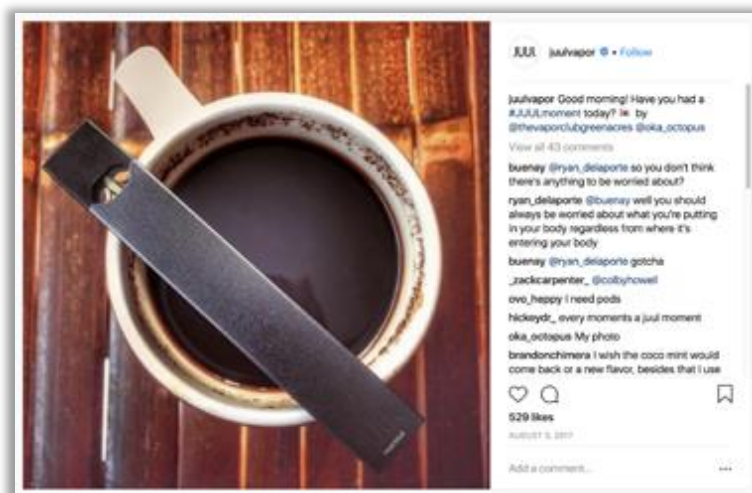 JUUL juulvapor • Follow
juulvapor Good morning! Have you had a
#JUULmoment today? by
@thevaporclubgreenacres @oka_octopus
View all 43 comments
buenay @ryan_delaporte so you don't think
there's anything to be worried about?
ryan_delaporte @buenay well you should
always be worried about what you're putting
in your body regardless from where it's
entering your body
buenay @ryan_delaporte gotcha
_zackcarpenter_ @colbyhowell
ovo_heppy I need pods
hickeydr_ every moments a juul moment
oka_octopus My photo
brandonchimera I wish the coco mint would
come back or a new flavor, besides that I use
529 likes
AUGUST 5, 2017
Add a comment...